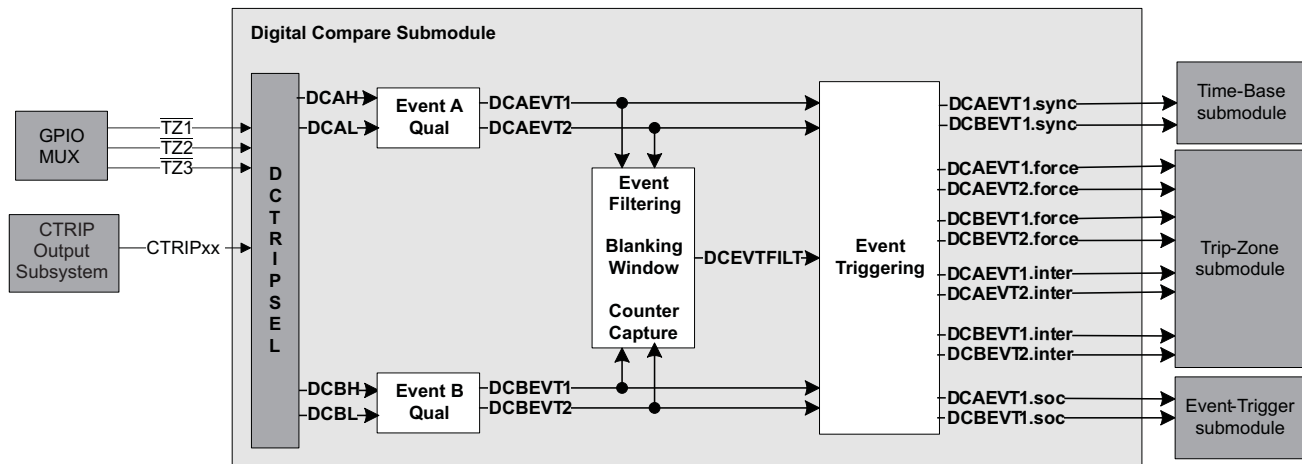 Digital Compare Submodule
GPIO
MUX
TZ1
TZ2
TZ3
CTRIP
Output
Subsystem
CTRIPxx
D
C
T
R
I
P
S
E
L
DCAH
DCAL
Event A
Qual
DCAEVT1
DCAEVT2
Event
Filtering
Blanking
Window
Counter
Capture
DCEVTFILT
DCBH
DCBL
Event B
Qual
DCBEVT1
DCBEVT2
Event
Triggering
DCAEVT1.sync
DCBEVT1.sync
DCAEVT1.force
DCAEVT2.force
DCBEVT1.force
DCBEVT2.force
DCAEVT1.inter
DCAEVT2.inter
DCBEVT1.inter
DCBEVT2.inter
DCAEVT1.soc
DCBEVT1.soc
Time-Base
submodule
Trip-Zone
submodule
Event-Trigger
submodule